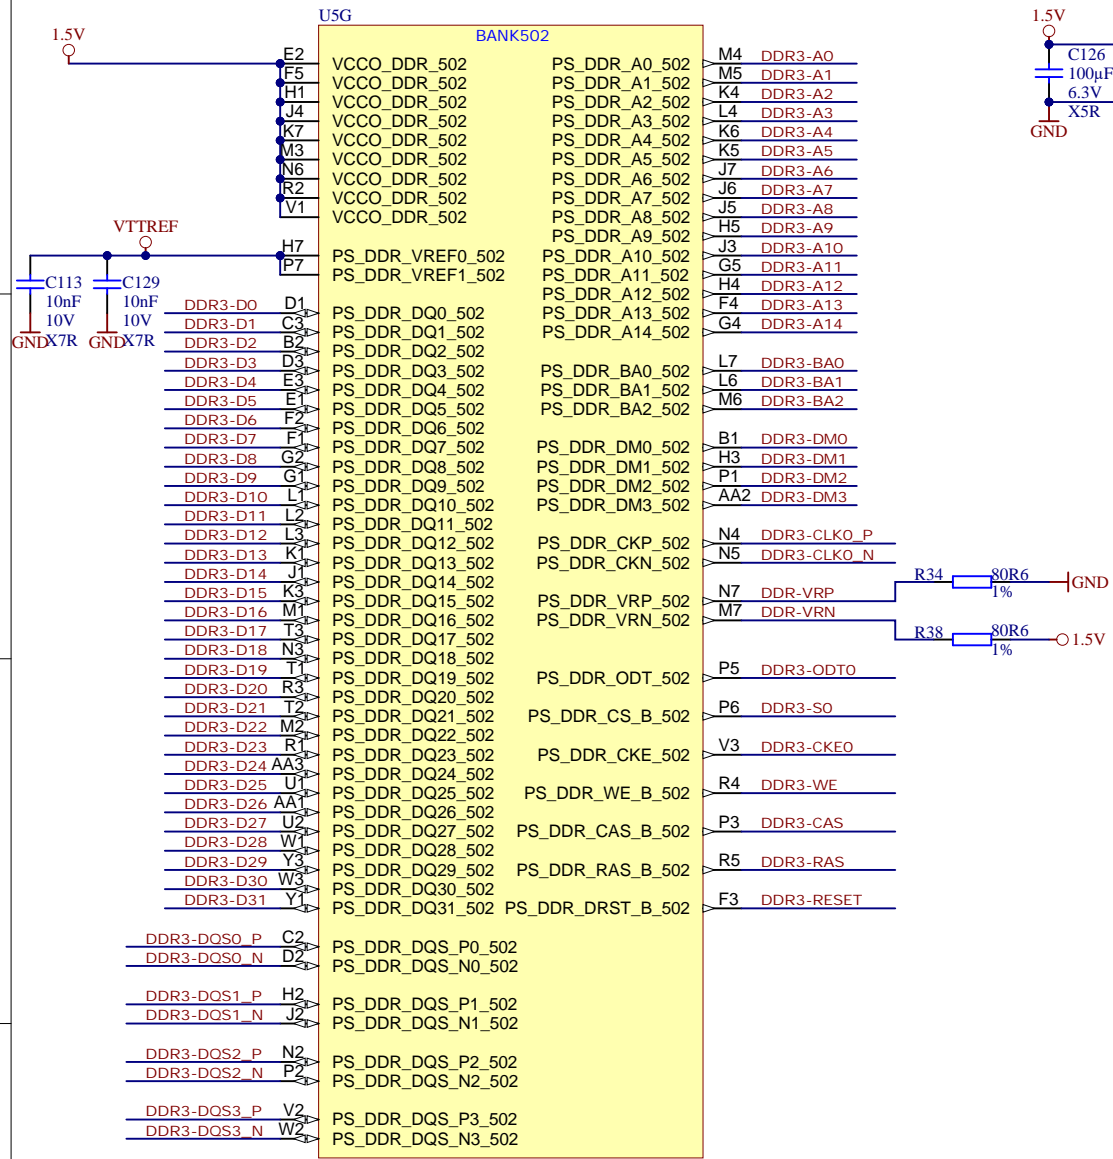 U5G
BANK502
1.5V
E2 VCCO_DDR_502
F5 VCCO_DDR_502
H1 VCCO_DDR_502
J4 VCCO_DDR_502
K7 VCCO_DDR_502
M3 VCCO_DDR_502
N6 VCCO_DDR_502
R2 VCCO_DDR_502
V1 VCCO_DDR_502
VTTREF
H7 PS_DDR_VREF0_502
P7 PS_DDR_VREF1_502
C113
10nF
10V
X7R
GND
C129
10nF
10V
X7R
GND
DDR3-D0 D1 PS_DDR_DQ0_502
DDR3-D1 C3 PS_DDR_DQ1_502
DDR3-D2 B2 PS_DDR_DQ2_502
DDR3-D3 D3 PS_DDR_DQ3_502
DDR3-D4 E3 PS_DDR_DQ4_502
DDR3-D5 E1 PS_DDR_DQ5_502
DDR3-D6 F2 PS_DDR_DQ6_502
DDR3-D7 F1 PS_DDR_DQ7_502
DDR3-D8 G2 PS_DDR_DQ8_502
DDR3-D9 G1 PS_DDR_DQ9_502
DDR3-D10 L1 PS_DDR_DQ10_502
DDR3-D11 L2 PS_DDR_DQ11_502
DDR3-D12 L3 PS_DDR_DQ12_502
DDR3-D13 K1 PS_DDR_DQ13_502
DDR3-D14 J1 PS_DDR_DQ14_502
DDR3-D15 K3 PS_DDR_DQ15_502
DDR3-D16 M1 PS_DDR_DQ16_502
DDR3-D17 T3 PS_DDR_DQ17_502
DDR3-D18 N3 PS_DDR_DQ18_502
DDR3-D19 T1 PS_DDR_DQ19_502
DDR3-D20 R3 PS_DDR_DQ20_502
DDR3-D21 T2 PS_DDR_DQ21_502
DDR3-D22 M2 PS_DDR_DQ22_502
DDR3-D23 R1 PS_DDR_DQ23_502
DDR3-D24 AA3 PS_DDR_DQ24_502
DDR3-D25 U1 PS_DDR_DQ25_502
DDR3-D26 AA1 PS_DDR_DQ26_502
DDR3-D27 U2 PS_DDR_DQ27_502
DDR3-D28 W1 PS_DDR_DQ28_502
DDR3-D29 Y3 PS_DDR_DQ29_502
DDR3-D30 W3 PS_DDR_DQ30_502
DDR3-D31 Y1 PS_DDR_DQ31_502
DDR3-DQS0_P C2 PS_DDR_DQS_P0_502
DDR3-DQS0_N D2 PS_DDR_DQS_N0_502
DDR3-DQS1_P H2 PS_DDR_DQS_P1_502
DDR3-DQS1_N J2 PS_DDR_DQS_N1_502
DDR3-DQS2_P N2 PS_DDR_DQS_P2_502
DDR3-DQS2_N P2 PS_DDR_DQS_N2_502
DDR3-DQS3_P V2 PS_DDR_DQS_P3_502
DDR3-DQS3_N W2 PS_DDR_DQS_N3_502
PS_DDR_A0_502 M4 DDR3-A0
PS_DDR_A1_502 M5 DDR3-A1
PS_DDR_A2_502 K4 DDR3-A2
PS_DDR_A3_502 L4 DDR3-A3
PS_DDR_A4_502 K6 DDR3-A4
PS_DDR_A5_502 K5 DDR3-A5
PS_DDR_A6_502 J7 DDR3-A6
PS_DDR_A7_502 J6 DDR3-A7
PS_DDR_A8_502 J5 DDR3-A8
PS_DDR_A9_502 H5 DDR3-A9
PS_DDR_A10_502 J3 DDR3-A10
PS_DDR_A11_502 G5 DDR3-A11
PS_DDR_A12_502 H4 DDR3-A12
PS_DDR_A13_502 F4 DDR3-A13
PS_DDR_A14_502 G4 DDR3-A14
PS_DDR_BA0_502 L7 DDR3-BA0
PS_DDR_BA1_502 L6 DDR3-BA1
PS_DDR_BA2_502 M6 DDR3-BA2
PS_DDR_DM0_502 B1 DDR3-DM0
PS_DDR_DM1_502 H3 DDR3-DM1
PS_DDR_DM2_502 P1 DDR3-DM2
PS_DDR_DM3_502 AA2 DDR3-DM3
PS_DDR_CKP_502 N4 DDR3-CLK0_P
PS_DDR_CKN_502 N5 DDR3-CLK0_N
PS_DDR_VRP_502 N7 DDR-VRP
PS_DDR_VRN_502 M7 DDR-VRN
R34 80R6 GND
1%
R38 80R6 1.5V
1%
PS_DDR_ODT_502 P5 DDR3-ODT0
PS_DDR_CS_B_502 P6 DDR3-S0
PS_DDR_CKE_502 V3 DDR3-CKE0
PS_DDR_WE_B_502 R4 DDR3-WE
PS_DDR_CAS_B_502 P3 DDR3-CAS
PS_DDR_RAS_B_502 R5 DDR3-RAS
PS_DDR_DRST_B_502 F3 DDR3-RESET
1.5V
C126
100µF
6.3V
X5R
GND